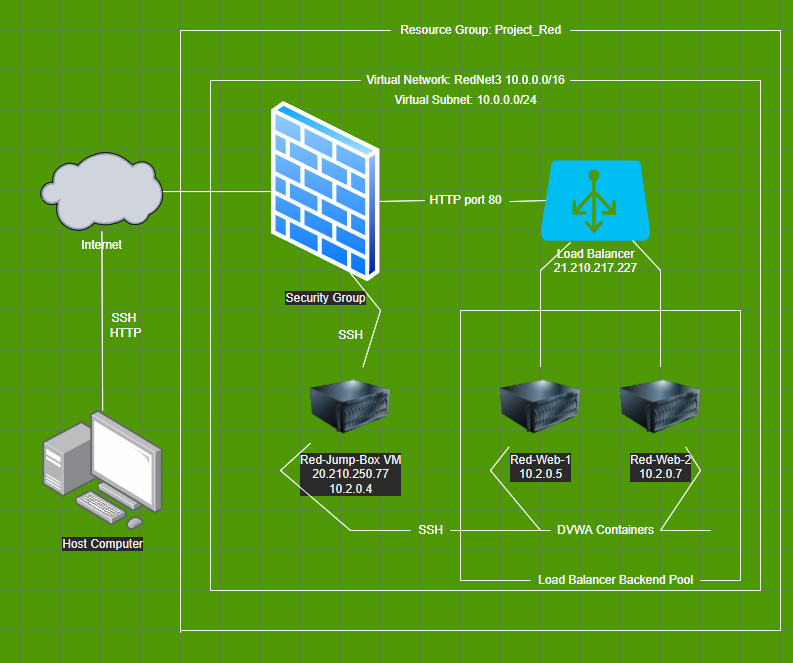 Resource Group: Project_Red
Virtual Network: RedNet3 10.0.0.0/16
Virtual Subnet: 10.0.0.0/24
HTTP port 80
Internet
Load Balancer
21.210.217.227
Security Group
SSH
HTTP
SSH
Red-Jump-Box VM
20.210.250.77
10.2.0.4
Red-Web-1
10.2.0.5
Red-Web-2
10.2.0.7
SSH
DVWA Containers
Host Computer
Load Balancer Backend Pool